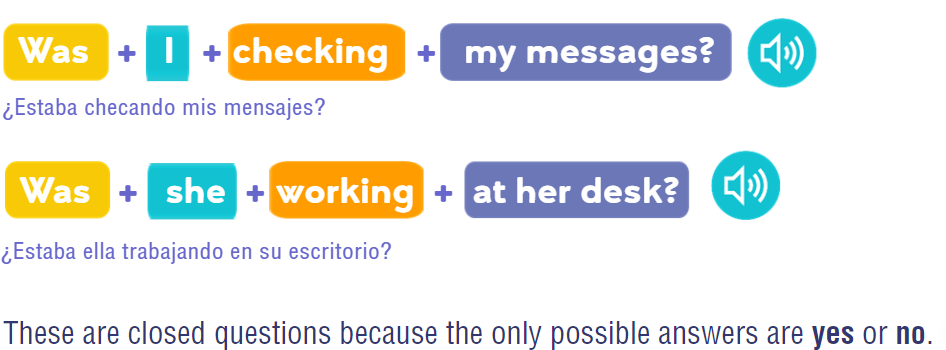 Was + I + checking + my messages?
¿Estaba checando mis mensajes?
Was + she + working + at her desk?
¿Estaba ella trabajando en su escritorio?
These are closed questions because the only possible answers are yes or no.